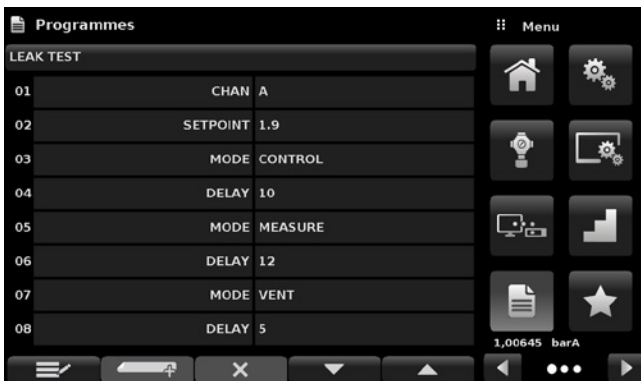 Programmes
Menu
LEAK TEST
01 CHAN A
02 SETPOINT 1.9
03 MODE CONTROL
04 DELAY 10
05 MODE MEASURE
06 DELAY 12
07 MODE VENT
08 DELAY 5
1,00645 barA